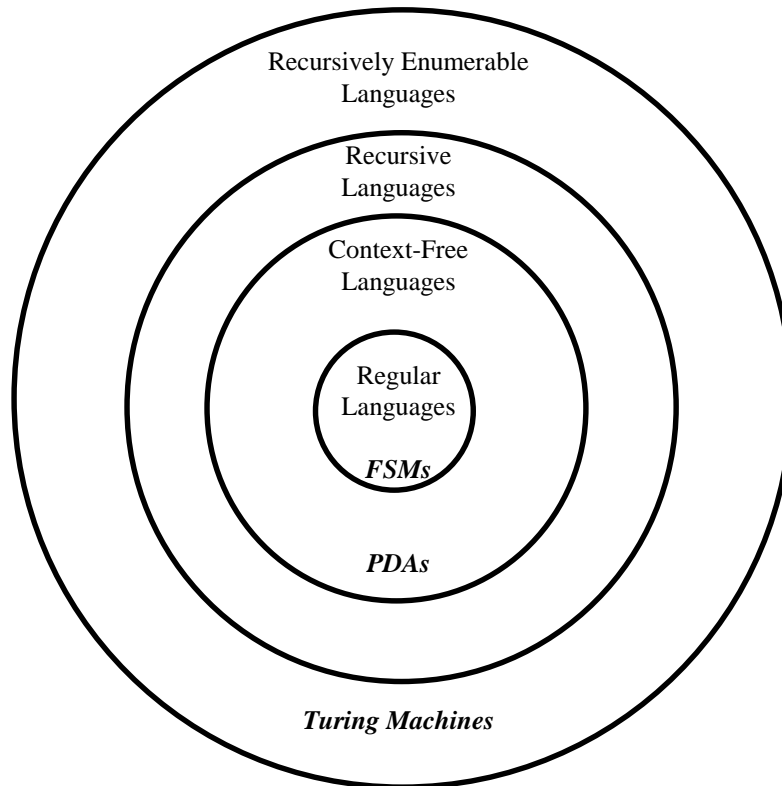 Recursively Enumerable
Languages
Recursive
Languages
Context-Free
Languages
Regular
Languages
FSMs
PDAs
Turing Machines